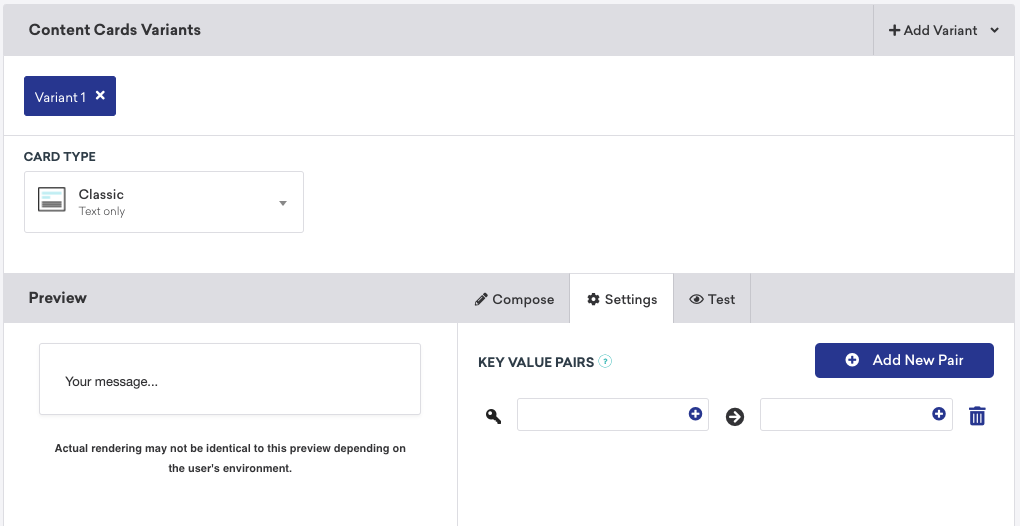 Content Cards Variants
Add Variant
Variant 1
CARD TYPE
Classic
Text only
Preview
Compose
Settings
Test
Your message...
Actual rendering may not be identical to this preview depending on
the user's environment.
KEY VALUE PAIRS ?
Add New Pair